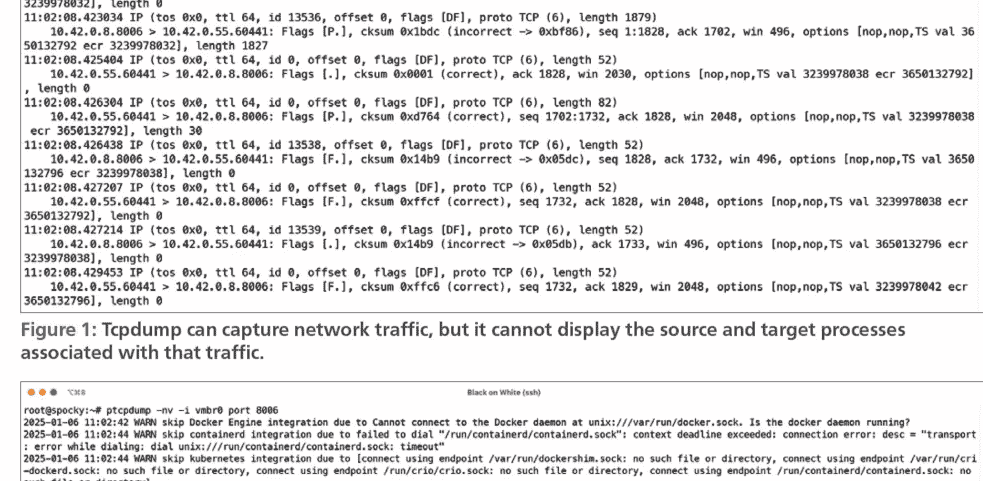 3239978032], length 0
11:02:08.423034 IP (tos 0x0, ttl 64, id 13536, offset 0, flags [DF], proto TCP (6), length 1879)
10.42.0.8.8006 > 10.42.0.55.60441: Flags [P.], cksum 0x1bdc (incorrect -> 0xbf86), seq 1:1828, ack 1702, win 496, options [nop,nop,TS val 36
50132792 ecr 3239978032], length 1827
11:02:08.425404 IP (tos 0x0, ttl 64, id 0, offset 0, flags [DF], proto TCP (6), length 52)
10.42.0.55.60441 > 10.42.0.8.8006: Flags [.], cksum 0x0001 (correct), ack 1828, win 2030, options [nop,nop,TS val 3239978038 ecr 3650132792]
, length 0
11:02:08.426304 IP (tos 0x0, ttl 64, id 0, offset 0, flags [DF], proto TCP (6), length 82)
10.42.0.55.60441 > 10.42.0.8.8006: Flags [P.], cksum 0xd764 (correct), seq 1702:1732, ack 1828, win 2048, options [nop,nop,TS val 3239978038
ecr 3650132792], length 30
11:02:08.426438 IP (tos 0x0, ttl 64, id 13538, offset 0, flags [DF], proto TCP (6), length 52)
10.42.0.8.8006 > 10.42.0.55.60441: Flags [F.], cksum 0x14b9 (incorrect -> 0x05dc), seq 1828, ack 1732, win 496, options [nop,nop,TS val 3650
132796 ecr 3239978038], length 0
11:02:08.427207 IP (tos 0x0, ttl 64, id 0, offset 0, flags [DF], proto TCP (6), length 52)
10.42.0.55.60441 > 10.42.0.8.8006: Flags [F.], cksum 0xffcf (correct), seq 1732, ack 1828, win 2048, options [nop,nop,TS val 3239978038 ecr
3650132792], length 0
11:02:08.427214 IP (tos 0x0, ttl 64, id 13539, offset 0, flags [DF], proto TCP (6), length 52)
10.42.0.8.8006 > 10.42.0.55.60441: Flags [.], cksum 0x14b9 (incorrect -> 0x05db), ack 1733, win 496, options [nop,nop,TS val 3650132796 ecr
3239978038], length 0
11:02:08.429453 IP (tos 0x0, ttl 64, id 0, offset 0, flags [DF], proto TCP (6), length 52)
10.42.0.55.60441 > 10.42.0.8.8006: Flags [F.], cksum 0xffc6 (correct), seq 1732, ack 1829, win 2048, options [nop,nop,TS val 3239978042 ecr
3650132796], length 0
Figure 1: Tcpdump can capture network traffic, but it cannot display the source and target processes
associated with that traffic.
⌥⌘8
Black on White (ssh)
root@spocky:~# ptcpdump -nv -i vmbr0 port 8006
2025-01-06 11:02:42 WARN skip Docker Engine integration due to Cannot connect to the Docker daemon at unix:///var/run/docker.sock. Is the docker daemon running?
2025-01-06 11:02:44 WARN skip containerd integration due to failed to dial "/run/containerd/containerd.sock": context deadline exceeded: connection error: desc = "transport
: error while dialing: dial unix:///run/containerd/containerd.sock: timeout"
2025-01-06 11:02:44 WARN skip kubernetes integration due to [connect using endpoint /var/run/dockershim.sock: no such file or directory, connect using endpoint /var/run/cri
-dockerd.sock: no such file or directory, connect using endpoint /run/crio/crio.sock: no such file or directory, connect using endpoint /run/containerd/containerd.sock: no
such file or directory]